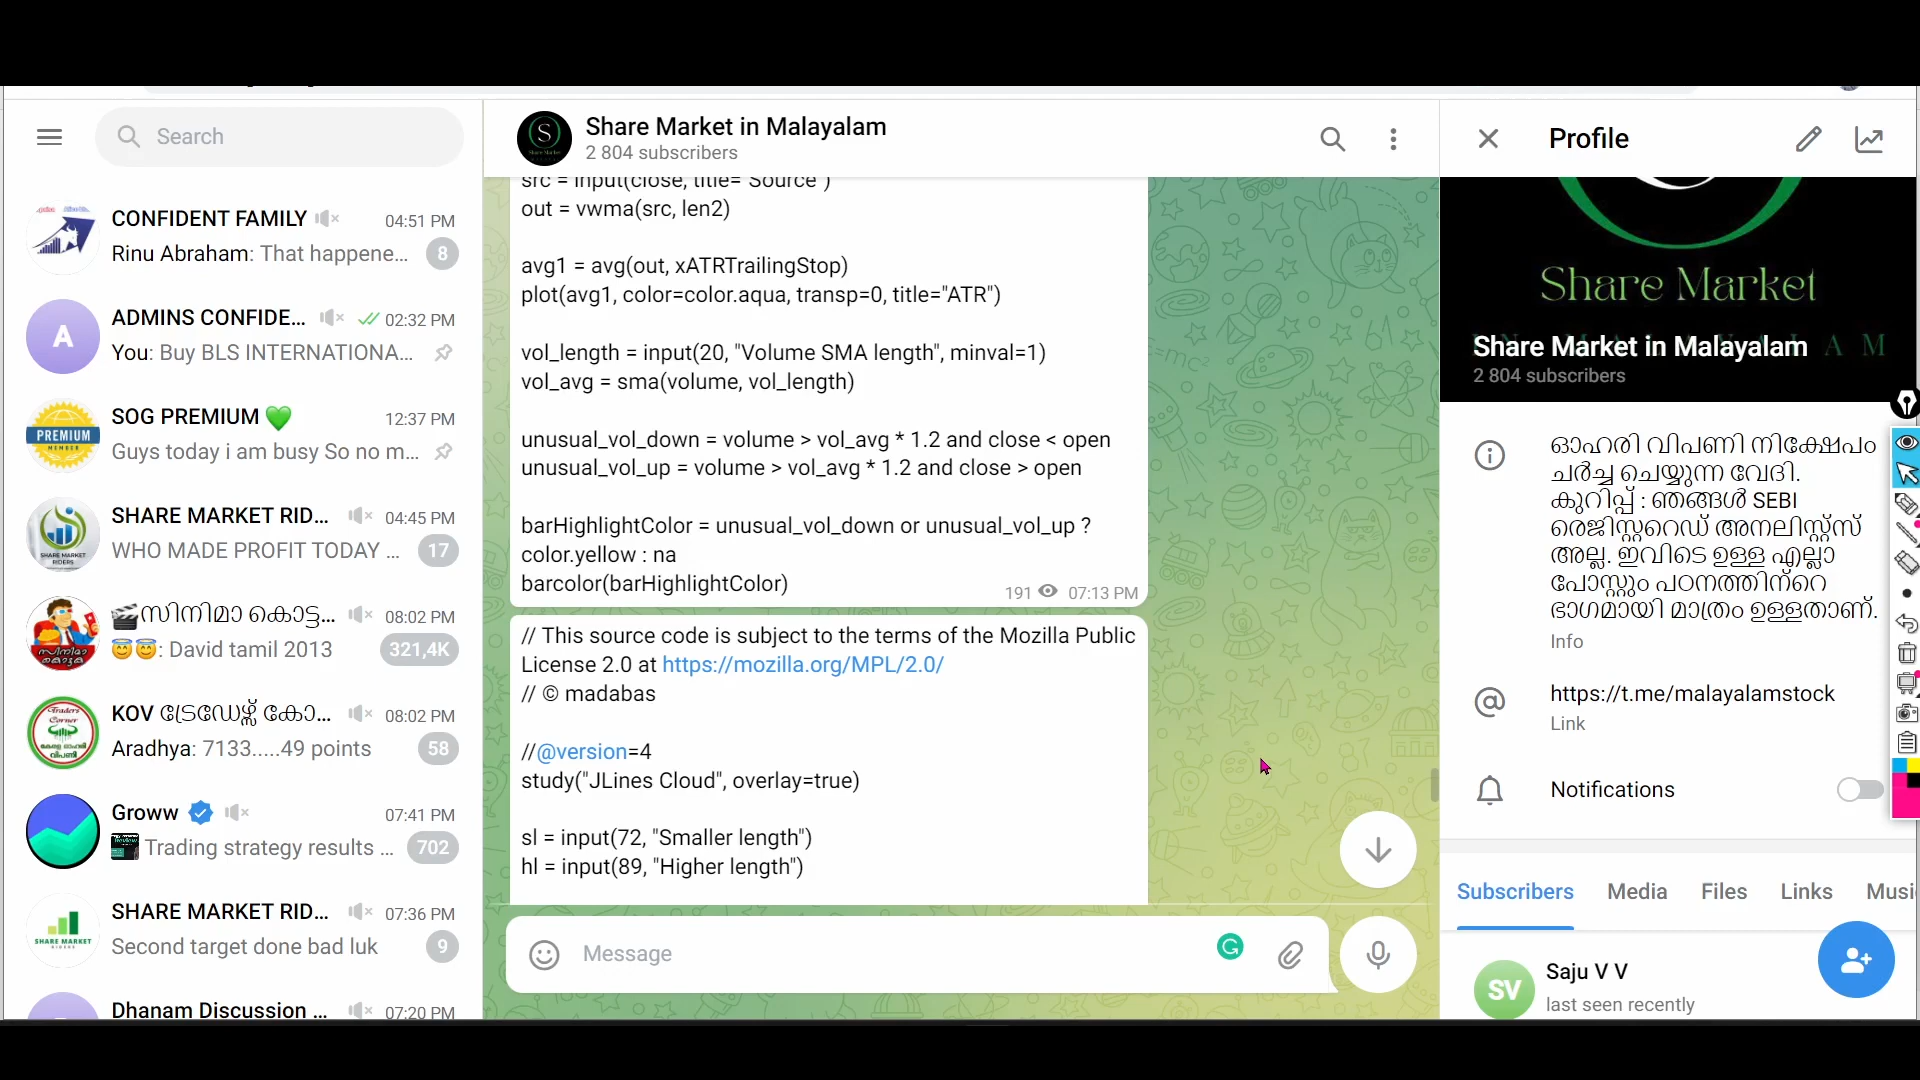 Search
CONFIDENT FAMILY
04:51 PM
Rinu Abraham: That happene...
8
ADMINS CONFIDE...
02:32 PM
A
You: Buy BLS INTERNATIONA...
SOG PREMIUM 💚
12:37 PM
PREMIUM
MEMBER
Guys today i am busy So no m...
SHARE MARKET RID...
04:45 PM
WHO MADE PROFIT TODAY ...
17
SHARE MARKET
RIDERS
🎬സിനിമാ കൊട്ട...
08:02 PM
😇😇: David tamil 2013
321,4K
സിനിമാ
കൊട്ടക
KOV ട്രേഡേഴ്സ് കോ...
08:02 PM
Traders
Corner
Aradhya: 7133.....49 points
58
Groww
07:41 PM
Trading strategy results ...
702
SHARE MARKET RID...
07:36 PM
SHARE MARKET
RIDERS
Second target done bad luk
9
Dhanam Discussion ...
07:20 PM
Share Market in Malayalam
2 804 subscribers
src = input(close, title="Source")
out = vwma(src, len2)
avg1 = avg(out, xATRTrailingStop)
plot(avg1, color=color.aqua, transp=0, title="ATR")
vol_length = input(20, "Volume SMA length", minval=1)
vol_avg = sma(volume, vol_length)
unusual_vol_down = volume > vol_avg * 1.2 and close < open
unusual_vol_up = volume > vol_avg * 1.2 and close > open
barHighlightColor = unusual_vol_down or unusual_vol_up ?
color.yellow : na
barcolor(barHighlightColor)
191 07:13 PM
// This source code is subject to the terms of the Mozilla Public
License 2.0 at https://mozilla.org/MPL/2.0/
// © madabas
//@version=4
study("JLines Cloud", overlay=true)
sl = input(72, "Smaller length")
hl = input(89, "Higher length")
Message
Profile
Share Market
Share Market in Malayalam
2 804 subscribers
ഓഹരി വിപണി നിക്ഷേപം
ചർച്ച ചെയ്യുന്ന വേദി.
കുറിപ്പ് : ഞങ്ങൾ SEBI
രെജിസ്റ്ററെഡ് അനലിസ്റ്റ്സ്
അല്ല. ഇവിടെ ഉള്ള എല്ലാ
പോസ്റ്റും പഠനത്തിന്റെ
ഭാഗമായി മാത്രം ഉള്ളതാണ്.
Info
https://t.me/malayalamstock
Link
Notifications
Subscribers
Media
Files
Links
Musi
SV
Saju V V
last seen recently